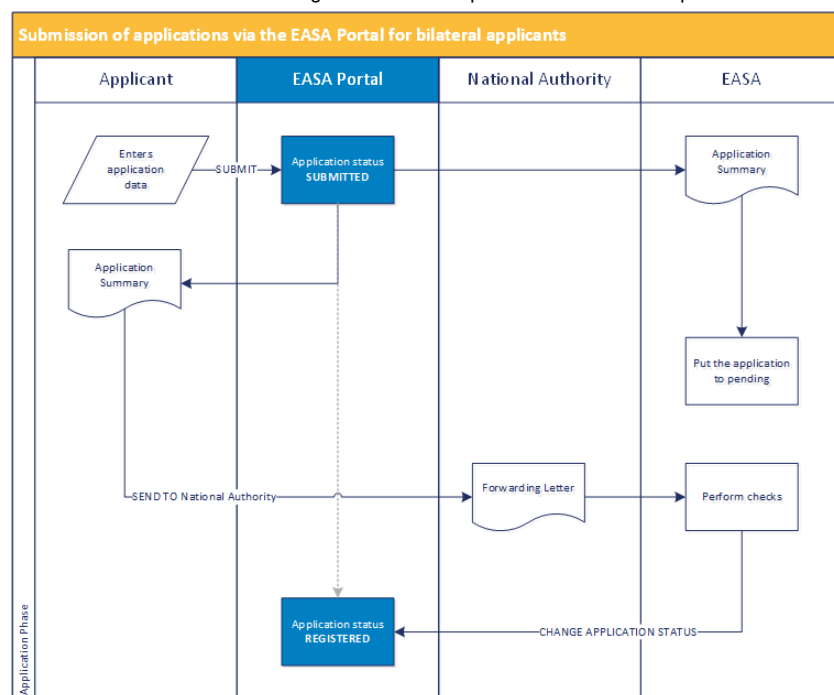 Submission of applications via the EASA Portal for bilateral applicants
Applicant
EASA Portal
National Authority
EASA
Enters
application
data
SUBMIT
Application status
SUBMITTED
Application
Summary
Application
Summary
Put the application
to pending
SEND TO National Authority
Forwarding Letter
Perform checks
Application status
REGISTERED
CHANGE APPLICATION STATUS
Application Phase